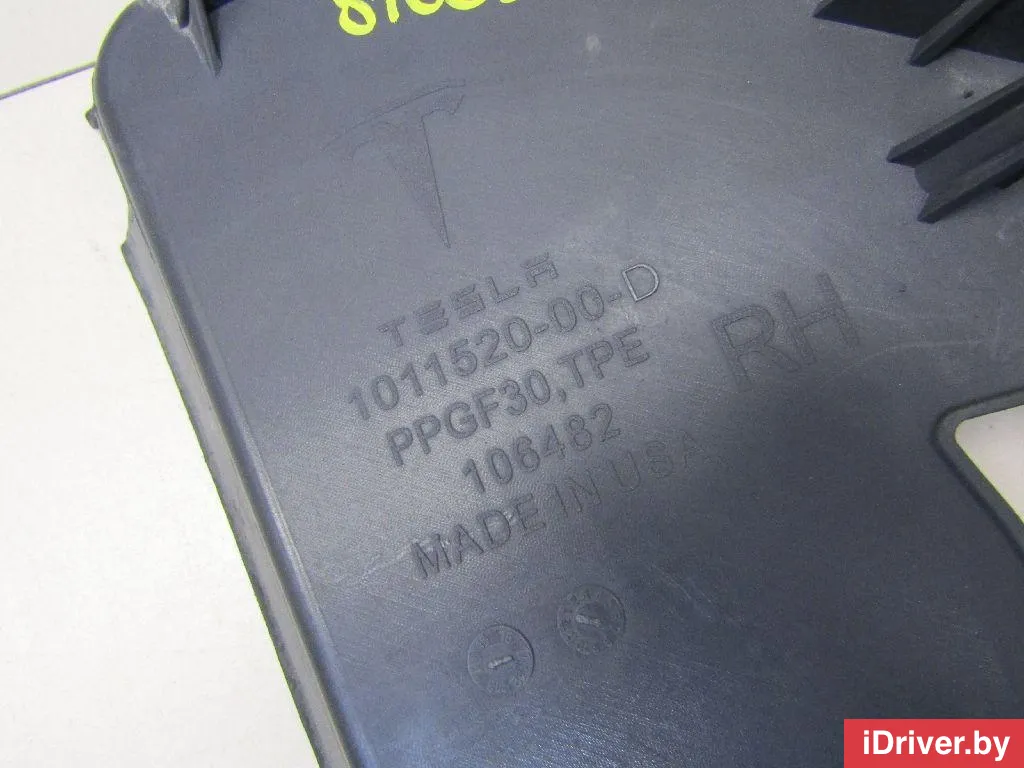 TESLA
1011520-00-D
PPGF30,TPE
RH
106482
MADE IN USA
iDriver.by